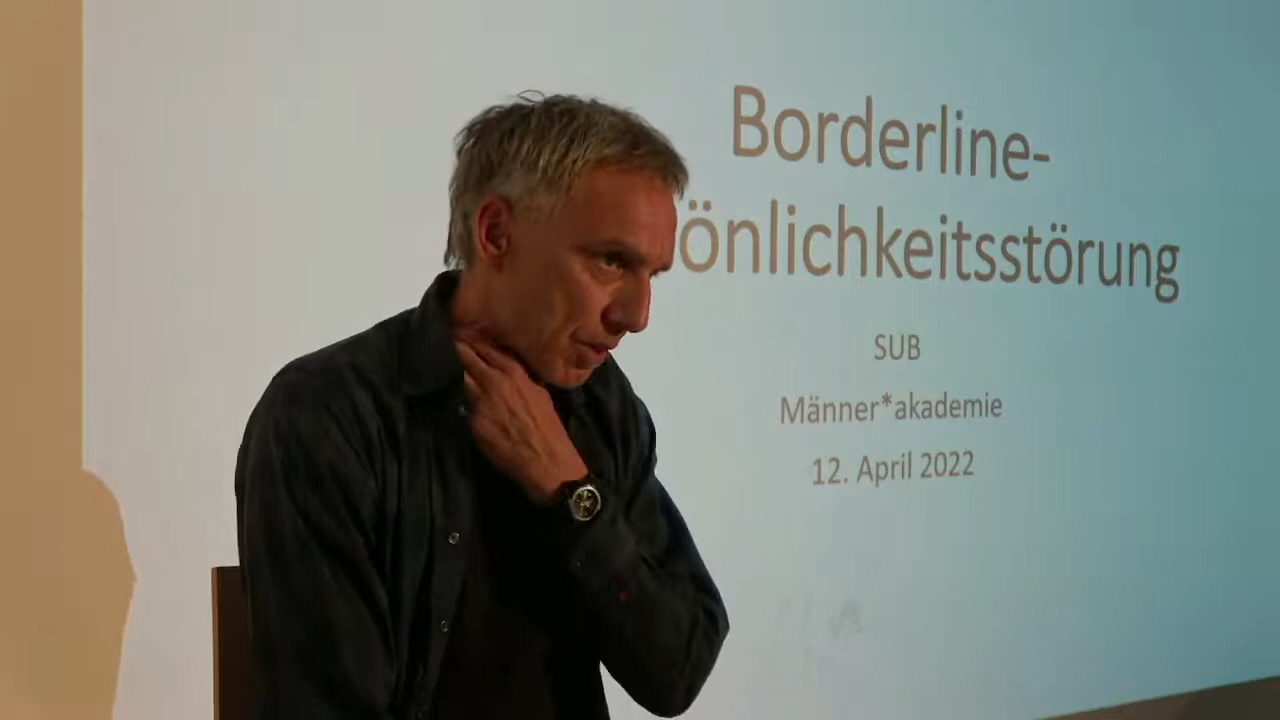 Borderline-
önlichkeitsstörung
SUB
Männer*akademie
12. April 2022